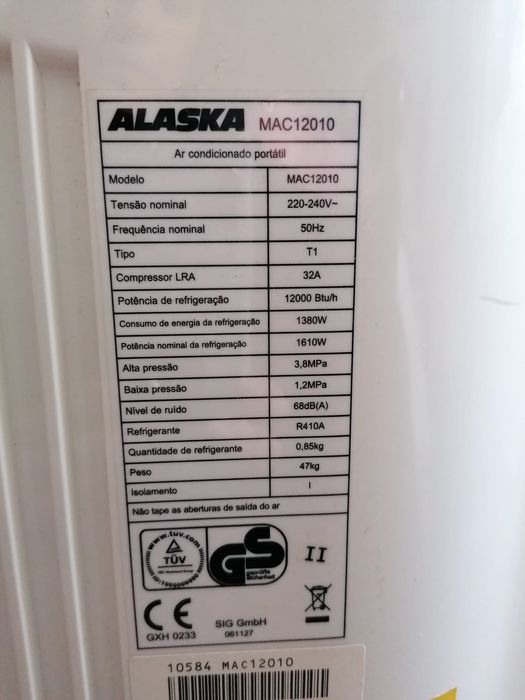 ALASKA MAC12010
Ar condicionado portátil
Modelo MAC12010
Tensão nominal 220-240V~
Frequência nominal 50Hz
Tipo T1
Compressor LRA 32A
Potência de refrigeração 12000 Btu/h
Consumo de energia da refrigeração 1380W
Potência nominal da refrigeração 1610W
Alta pressão 3,8MPa
Baixa pressão 1,2MPa
Nível de ruído 68dB(A)
Refrigerante R410A
Quantidade de refrigerante 0,85kg
Peso 47kg
Isolamento I
Não tape as aberturas de saída do ar
www.tuv.com
TÜV
GS
geprüfte
Sicherheit
II
CE
GXH 0233
SIG GmbH
061127
10584 MAC12010